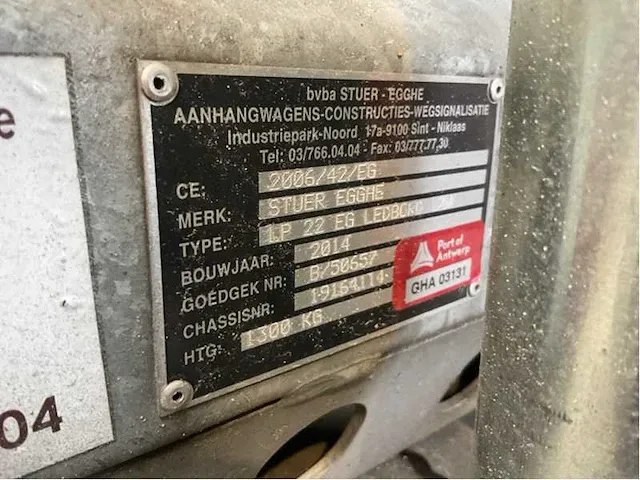 bvba STUER - EGGHE
AANHANGWAGENS-CONSTRUCTIES-WEGSIGNALISATIE
Industriepark-Noord 17a-9100 Sint - Niklaas
Tel: 03/766.04.04 - Fax: 03/777.77.30
CE: 2006/42/EG
MERK: STUER EGGHE
TYPE: LP 22 EG
BOUWJAAR: 2014
GOEDGEK NR: B/50657
CHASSISNR:
HTG: 1300 KG
Port of
Antwerp
GHA 03131
e
04